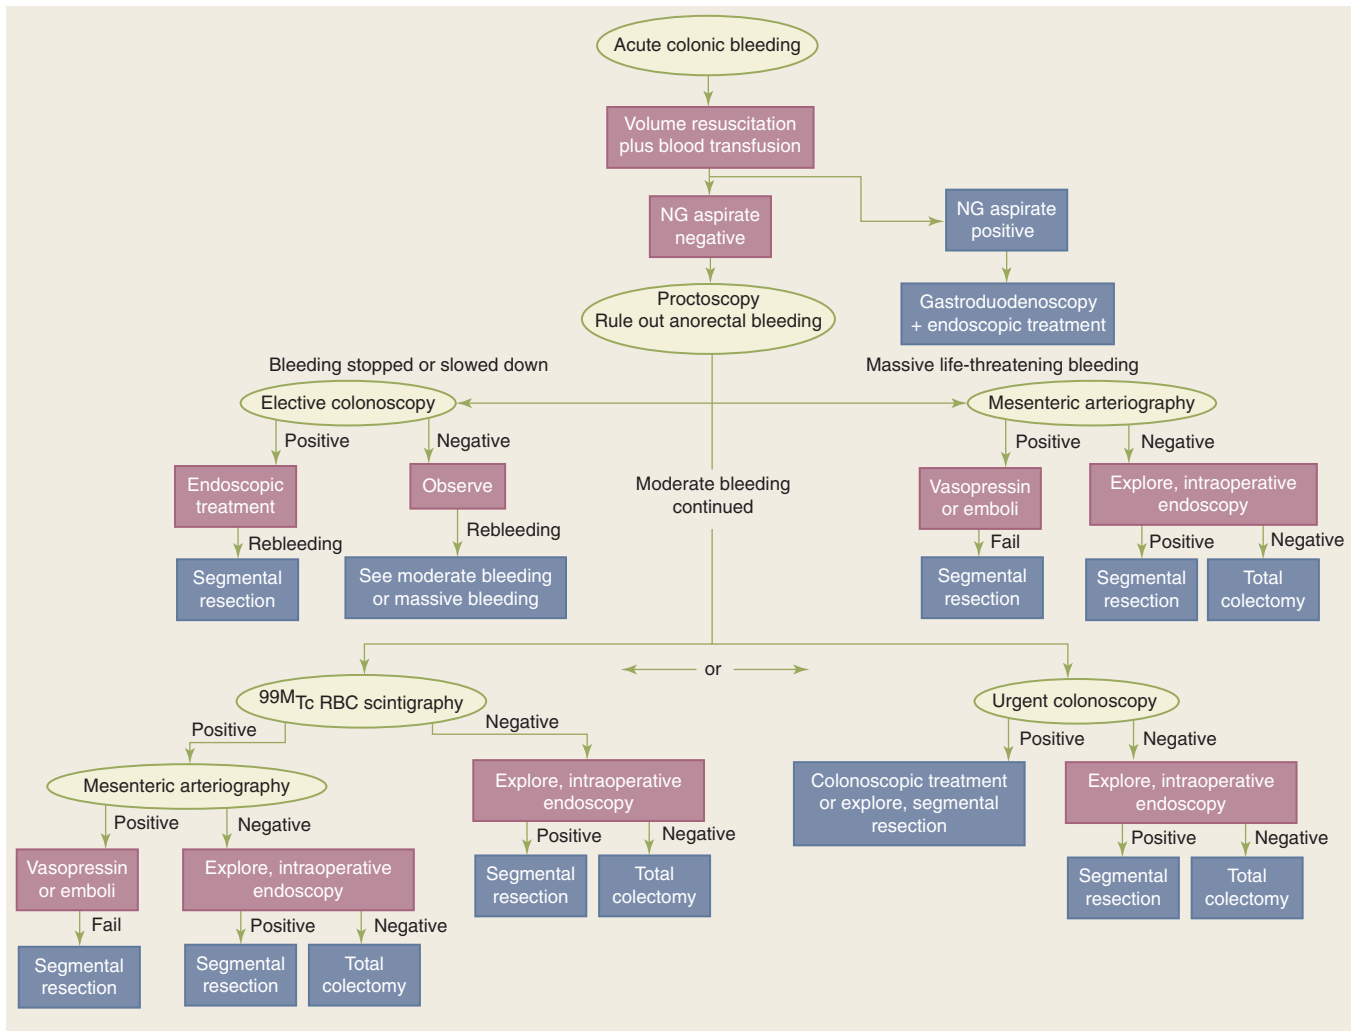 Acute colonic bleeding
Volume resuscitation
plus blood transfusion
NG aspirate
negative
NG aspirate
positive
Proctoscopy
Rule out anorectal bleeding
Gastroduodenoscopy
+ endoscopic treatment
Bleeding stopped or slowed down
Massive life-threatening bleeding
Elective colonoscopy
Mesenteric arteriography
Positive
Negative
Positive
Negative
Endoscopic
treatment
Observe
Moderate bleeding
continued
Vasopressin
or emboli
Explore, intraoperative
endoscopy
Rebleeding
Rebleeding
Fail
Positive
Negative
Segmental
resection
See moderate bleeding
or massive bleeding
Segmental
resection
Segmental
resection
Total
colectomy
or
99MTc RBC scintigraphy
Urgent colonoscopy
Positive
Negative
Positive
Negative
Mesenteric arteriography
Explore, intraoperative
endoscopy
Colonoscopic treatment
or explore, segmental
resection
Explore, intraoperative
endoscopy
Positive
Negative
Positive
Negative
Positive
Negative
Vasopressin
or emboli
Explore, intraoperative
endoscopy
Segmental
resection
Total
colectomy
Segmental
resection
Total
colectomy
Fail
Positive
Negative
Segmental
resection
Segmental
resection
Total
colectomy